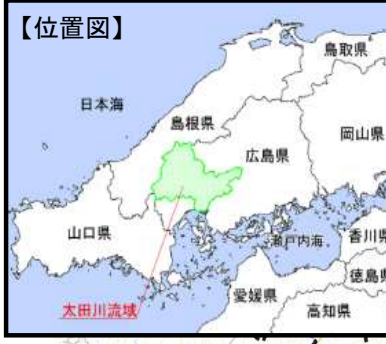 【位置図】
鳥取県
日本海
島根県
岡山県
広島県
山口県
瀬戸内海
香川県
徳島県
愛媛県
太田川流域
高知県